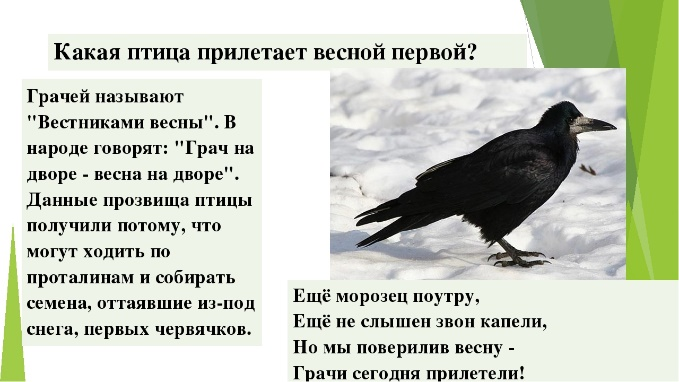 Какая птица прилетает весной первой?
Грачей называют
"Вестниками весны". В
народе говорят: "Грач на
дворе - весна на дворе".
Данные прозвища птицы
получили потому, что
могут ходить по
проталинам и собирать
семена, оттаявшие из-под
снега, первых червячков.
Ещё морозец поутру,
Ещё не слышен звон капели,
Но мы поверилив весну -
Грачи сегодня прилетели!